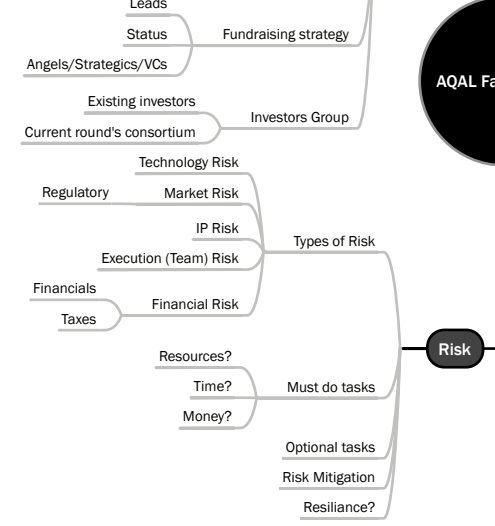 Leads
Status
Fundraising strategy
Angels/Strategics/VCs
Existing investors
Investors Group
Current round's consortium
Technology Risk
Regulatory
Market Risk
IP Risk
Types of Risk
Execution (Team) Risk
Financials
Financial Risk
Taxes
Risk
Resources?
Time?
Must do tasks
Money?
Optional tasks
Risk Mitigation
Resiliance?
AQAL Fa